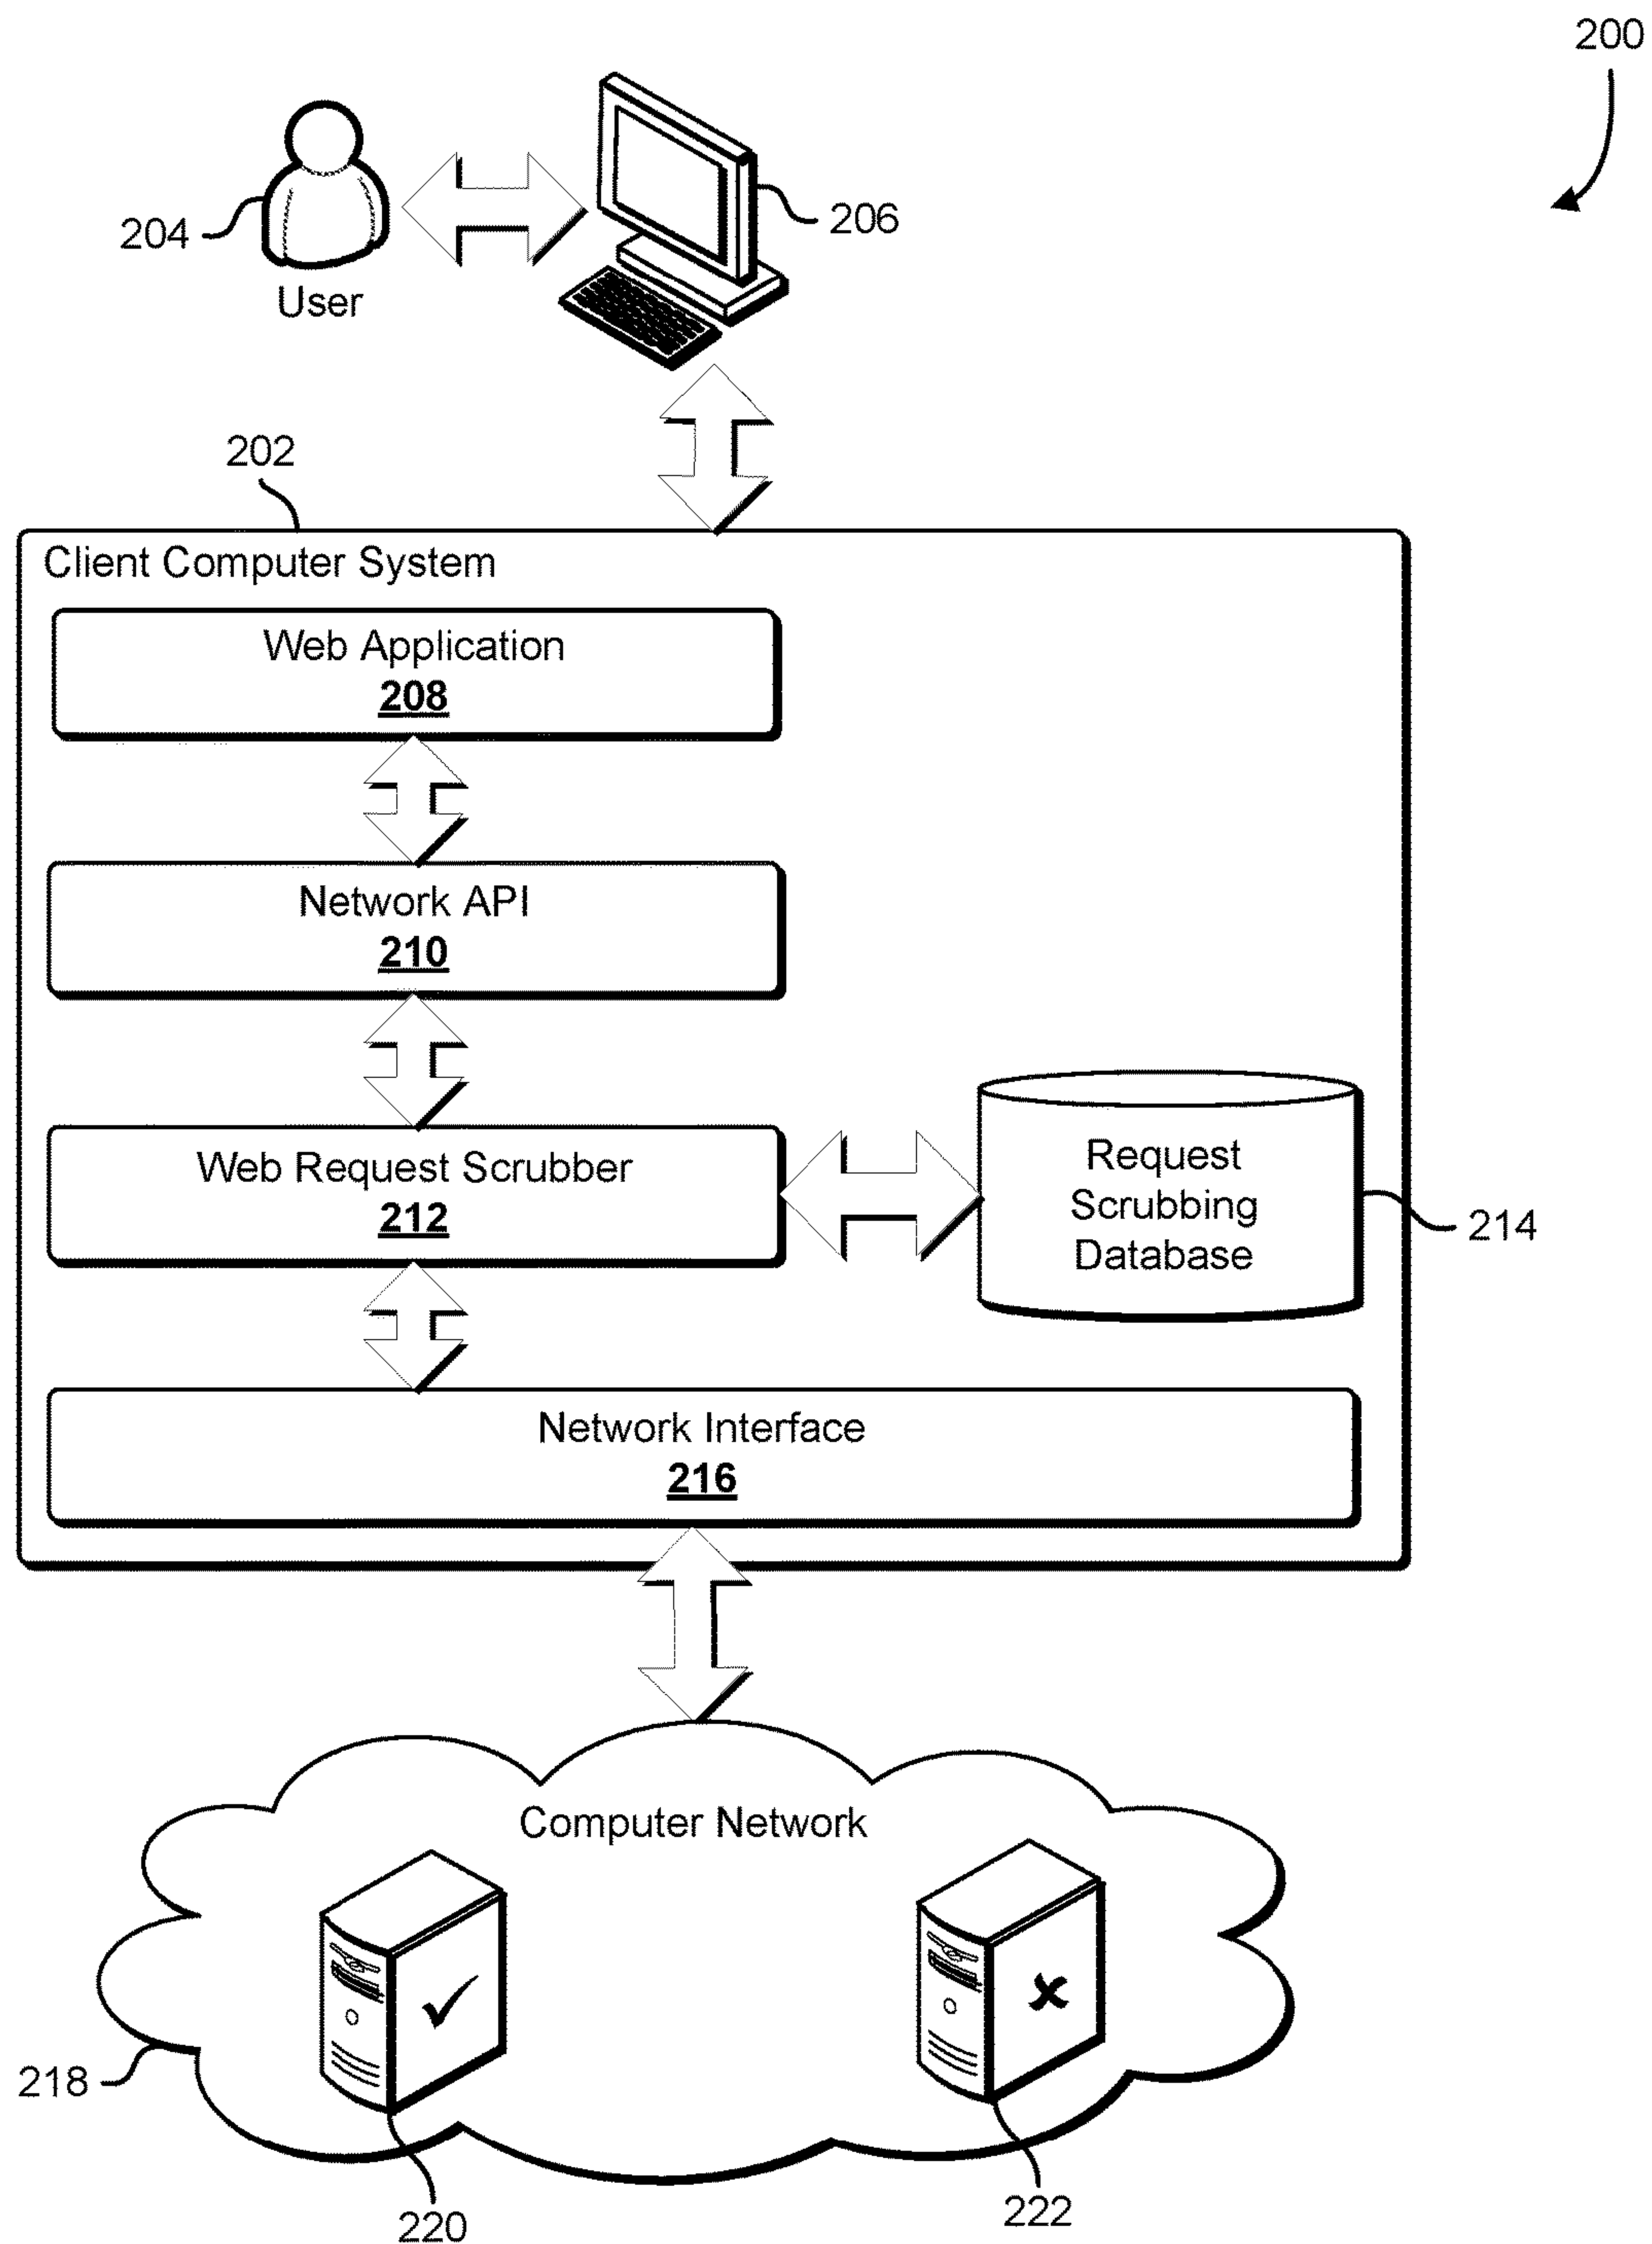 200
204
206
User
202
Client Computer System
Web Application
208
Network API
210
Web Request Scrubber
212
Request
Scrubbing
Database
214
Network Interface
216
Computer Network
218
220
222